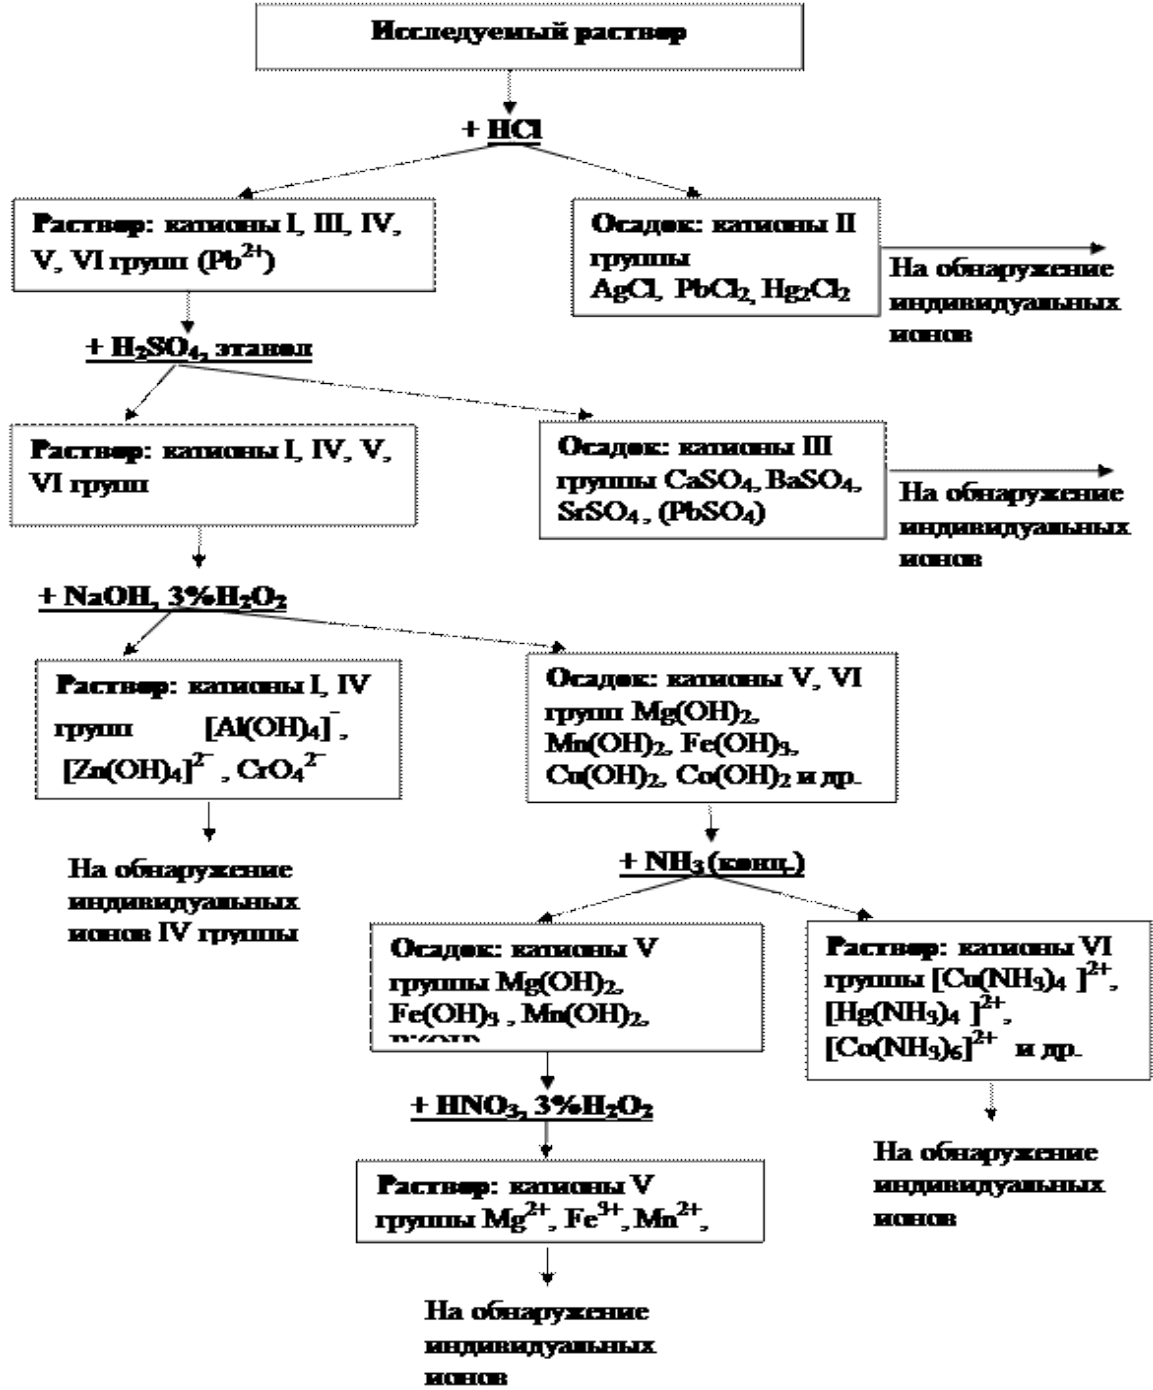 Исследуемый раствор
+ HCl
Раствор: катионы I, III, IV,
V, VI групп (Pb²⁺)
Осадок: катионы II
группы
AgCl, PbCl₂, Hg₂Cl₂
На обнаружение
индивидуальных
ионов
+ H₂SO₄, этанол
Раствор: катионы I, IV, V,
VI групп
Осадок: катионы III
группы CaSO₄, BaSO₄,
SrSO₄, (PbSO₄)
На обнаружение
индивидуальных
ионов
+ NaOH, 3%H₂O₂
Раствор: катионы I, IV
групп [Al(OH)₄]⁻,
[Zn(OH)₄]²⁻, CrO₄²⁻
Осадок: катионы V, VI
групп Mg(OH)₂,
Mn(OH)₂, Fe(OH)₃,
Cu(OH)₂, Co(OH)₂ и др.
На обнаружение
индивидуальных
ионов IV группы
+ NH₃ (конц.)
Осадок: катионы V
группы Mg(OH)₂,
Fe(OH)₃, Mn(OH)₂,
Раствор: катионы VI
группы [Cu(NH₃)₄]²⁺,
[Hg(NH₃)₄]²⁺,
[Co(NH₃)₆]²⁺ и др.
+ HNO₃, 3%H₂O₂
Раствор: катионы V
группы Mg²⁺, Fe³⁺, Mn²⁺,
На обнаружение
индивидуальных
ионов
На обнаружение
индивидуальных
ионов